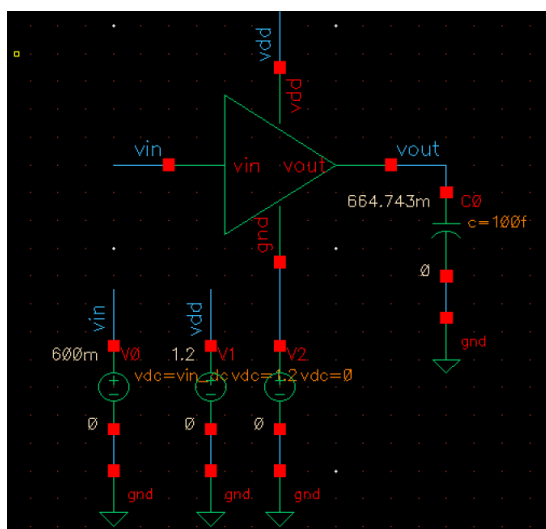 vdd
vdd
vin
vin vout
vout
gnd
664.743m
C0
c=100f
0
gnd
vin
vdd
600m V0
1.2 V1
V2
vdc=vin_dc vdc=1.2 vdc=0
0
0
0
gnd
gnd
gnd